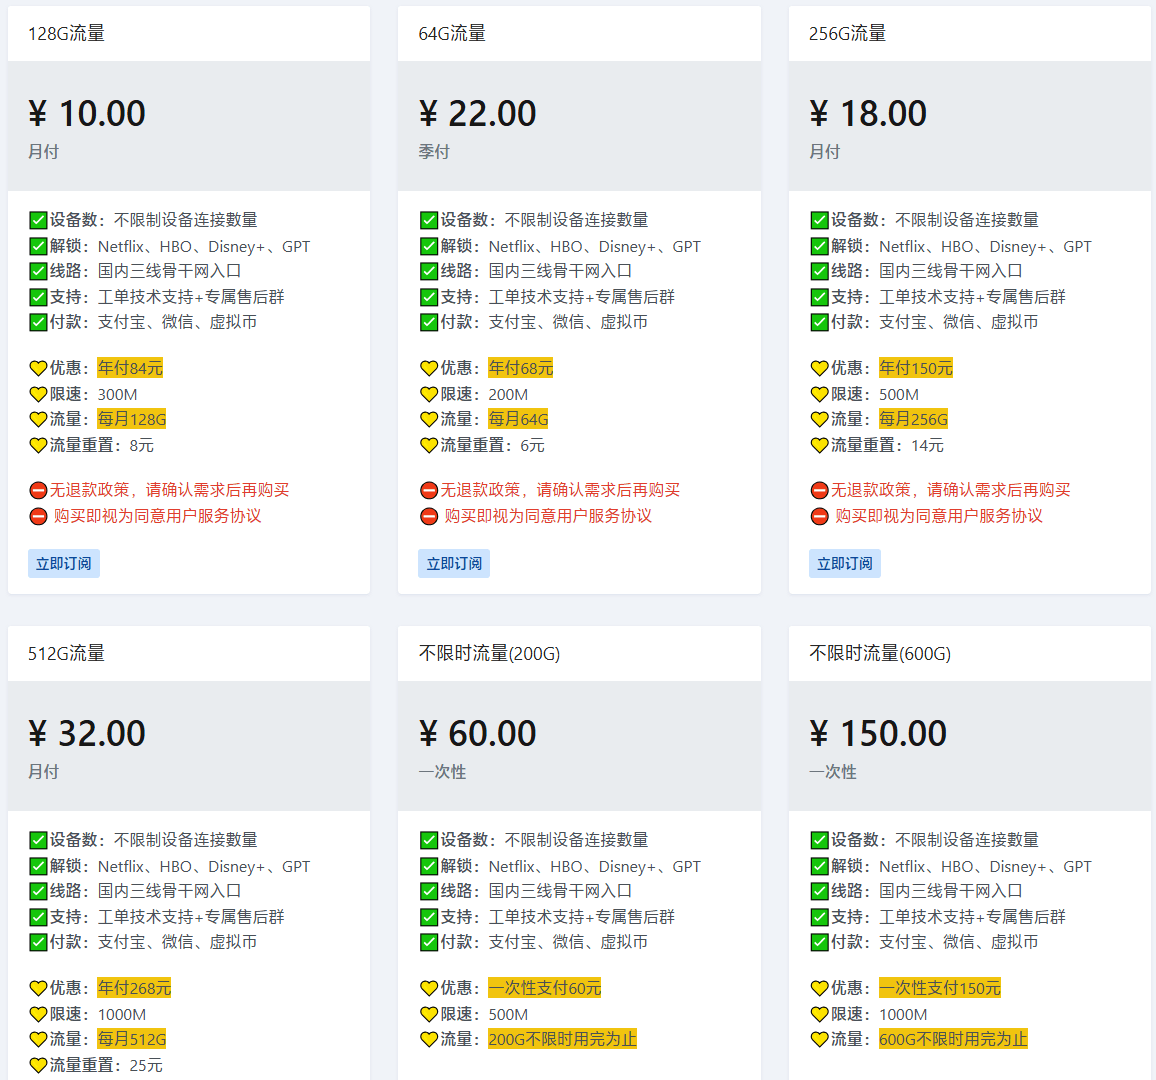 128G流量
¥ 10.00
月付
设备数：不限制设备连接數量
解锁：Netflix、HBO、Disney+、GPT
线路：国内三线骨干网入口
支持：工单技术支持+专属售后群
付款：支付宝、微信、虚拟币
优惠：年付84元
限速：300M
流量：每月128G
流量重置：8元
无退款政策，请确认需求后再购买
购买即视为同意用户服务协议
立即订阅
64G流量
¥ 22.00
季付
设备数：不限制设备连接數量
解锁：Netflix、HBO、Disney+、GPT
线路：国内三线骨干网入口
支持：工单技术支持+专属售后群
付款：支付宝、微信、虚拟币
优惠：年付68元
限速：200M
流量：每月64G
流量重置：6元
无退款政策，请确认需求后再购买
购买即视为同意用户服务协议
立即订阅
256G流量
¥ 18.00
月付
设备数：不限制设备连接數量
解锁：Netflix、HBO、Disney+、GPT
线路：国内三线骨干网入口
支持：工单技术支持+专属售后群
付款：支付宝、微信、虚拟币
优惠：年付150元
限速：500M
流量：每月256G
流量重置：14元
无退款政策，请确认需求后再购买
购买即视为同意用户服务协议
立即订阅
512G流量
¥ 32.00
月付
设备数：不限制设备连接數量
解锁：Netflix、HBO、Disney+、GPT
线路：国内三线骨干网入口
支持：工单技术支持+专属售后群
付款：支付宝、微信、虚拟币
优惠：年付268元
限速：1000M
流量：每月512G
流量重置：25元
不限时流量(200G)
¥ 60.00
一次性
设备数：不限制设备连接數量
解锁：Netflix、HBO、Disney+、GPT
线路：国内三线骨干网入口
支持：工单技术支持+专属售后群
付款：支付宝、微信、虚拟币
优惠：一次性支付60元
限速：500M
流量：200G不限时用完为止
不限时流量(600G)
¥ 150.00
一次性
设备数：不限制设备连接數量
解锁：Netflix、HBO、Disney+、GPT
线路：国内三线骨干网入口
支持：工单技术支持+专属售后群
付款：支付宝、微信、虚拟币
优惠：一次性支付150元
限速：1000M
流量：600G不限时用完为止